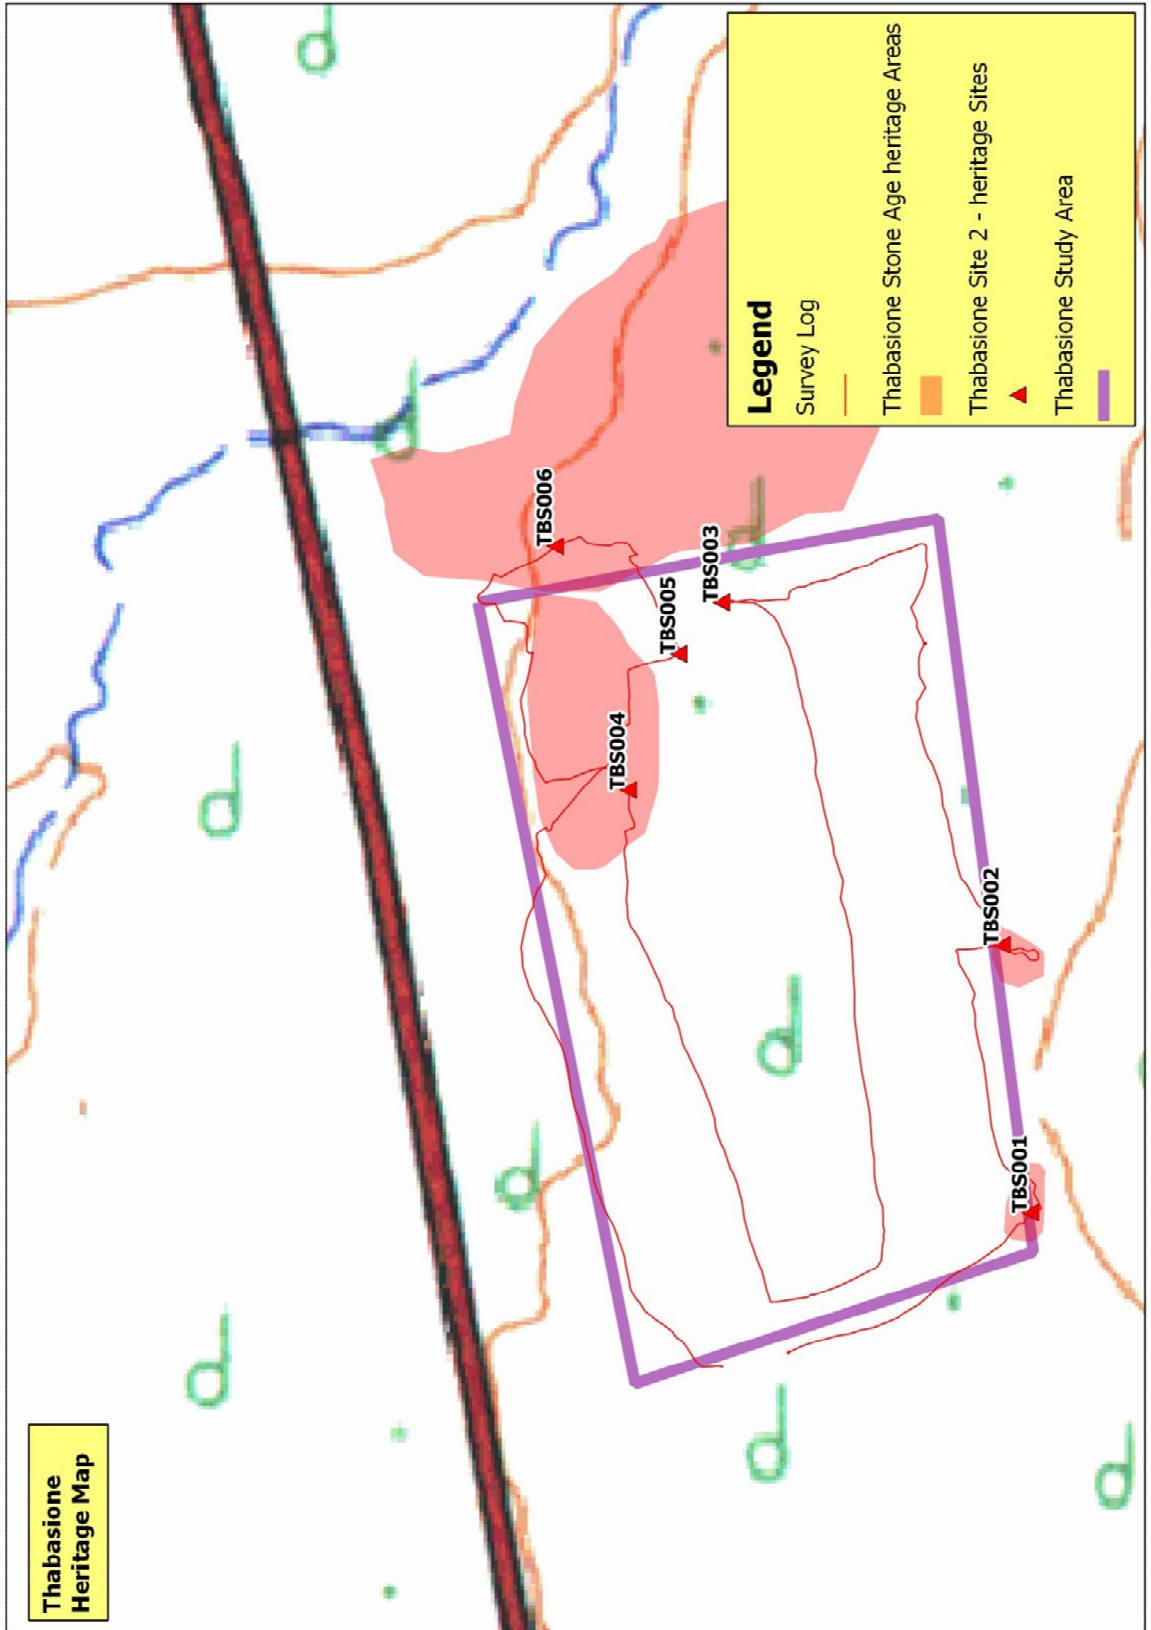 Thabasione
Heritage Map
TBS006
TBS005
TBS003
TBS004
TBS002
TBS001
Legend
Survey Log
Thabasione Stone Age heritage Areas
Thabasione Site 2 - heritage Sites
Thabasione Study Area